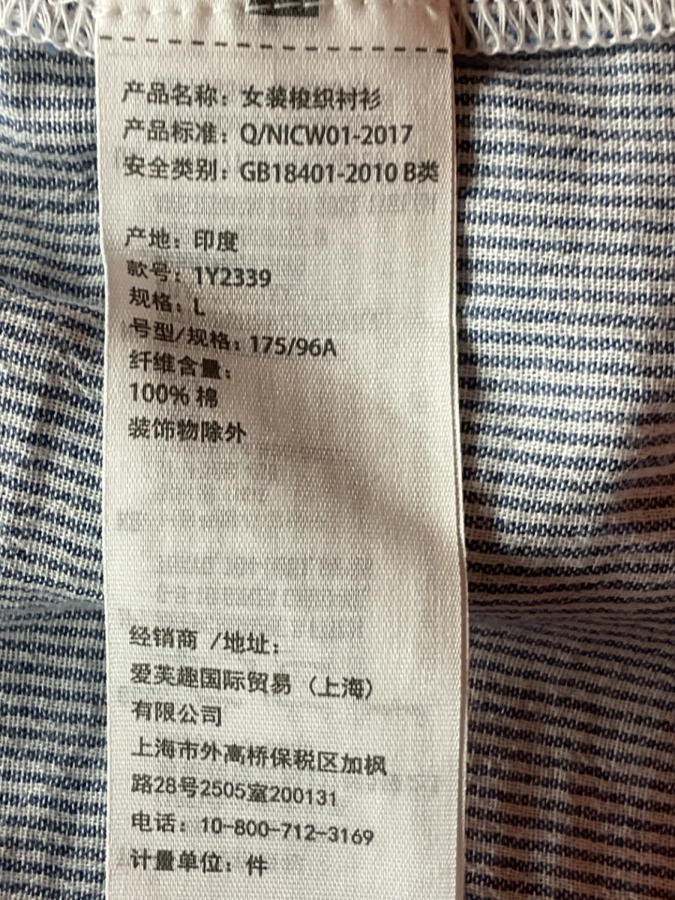 产品名称：女装梭织衬衫
产品标准：Q/NICW01-2017
安全类别：GB18401-2010 B类
产地：印度
款号：1Y2339
规格：L
号型/规格：175/96A
纤维含量：
100% 棉
装饰物除外
经销商 /地址：
爱芙趣国际贸易（上海）
有限公司
上海市外高桥保税区加枫
路28号2505室200131
电话：10-800-712-3169
计量单位：件